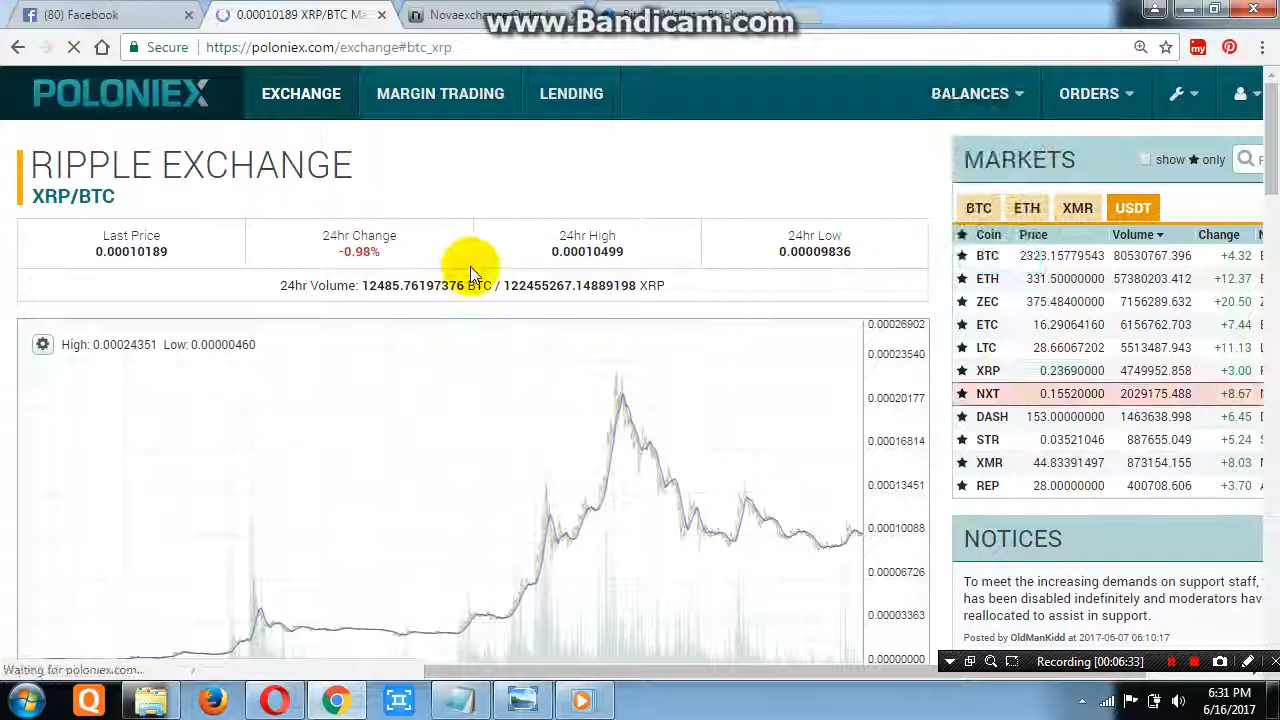 (80) Facebook
0.00010189 XRP/BTC Ma
Novaexchange
www.Bandicam.com
Secure
https://poloniex.com/exchange#btc_xrp
POLONIEX
EXCHANGE
MARGIN TRADING
LENDING
BALANCES
ORDERS
RIPPLE EXCHANGE
XRP/BTC
Last Price
0.00010189
24hr Change
-0.98%
24hr High
0.00010499
24hr Low
0.00009836
24hr Volume: 12485.76197376 BTC / 122455267.14889198 XRP
High: 0.00024351 Low: 0.00000460
0.00026902
0.00023540
0.00020177
0.00016814
0.00013451
0.00010088
0.00006726
0.00003363
0.00000000
MARKETS
show ★ only
BTC ETH XMR USDT
★ Coin Price Volume Change
★ BTC 2323.15779543 80530767.396 +4.32
★ ETH 331.50000000 57380203.412 +12.37
★ ZEC 375.48400000 7156289.632 +20.50
★ ETC 16.29064160 6156762.703 +7.44
★ LTC 28.66067202 5513487.943 +11.13
★ XRP 0.23690000 4749952.858 +3.00
★ NXT 0.15520000 2029175.488 +8.67
★ DASH 153.00000000 1463638.998 +6.45
★ STR 0.03521046 887655.049 +5.24
★ XMR 44.83391497 873154.155 +8.03
★ REP 28.00000000 400708.606 +3.70
NOTICES
To meet the increasing demands on support staff,
has been disabled indefinitely and moderators hav
reallocated to assist in support.
Posted by OldManKidd at 2017-06-07 06:10:17
Waiting for poloniex.com...
Recording [00:06:33]
6:31 PM
6/16/2017